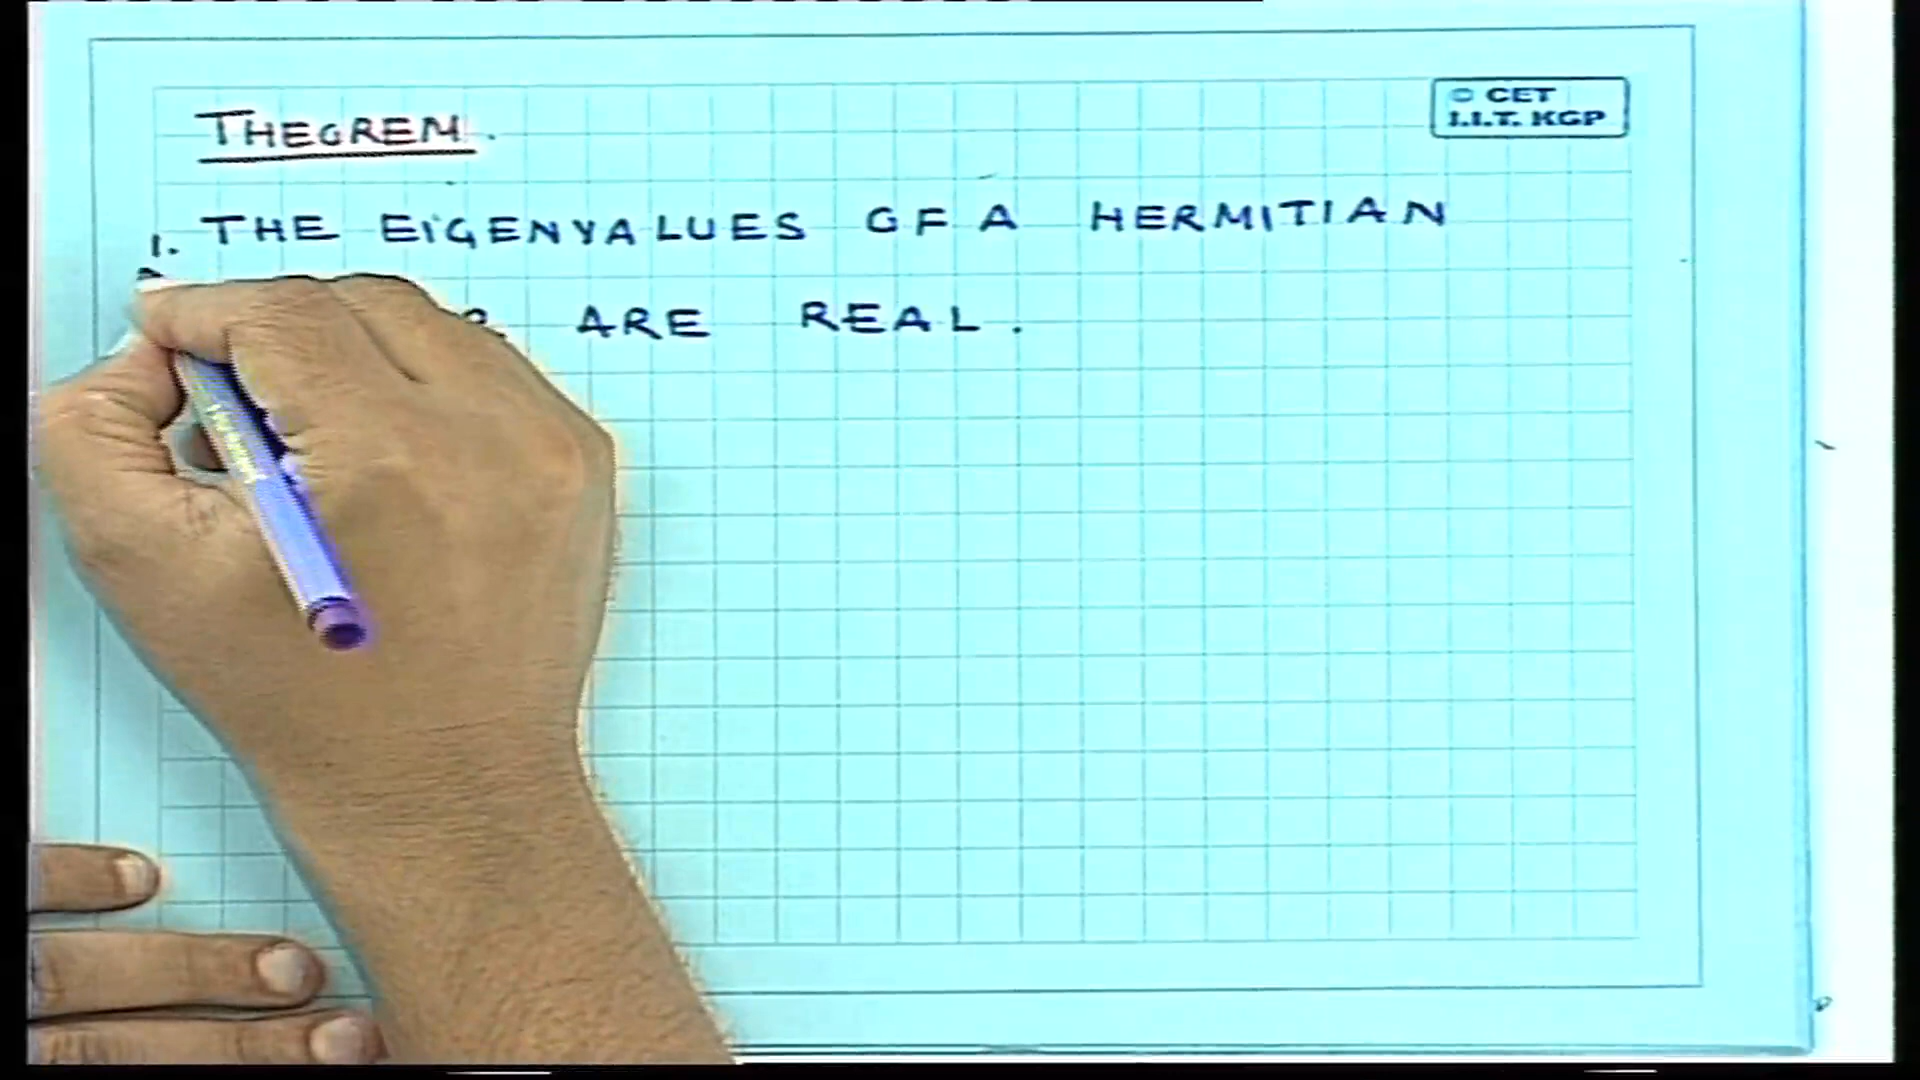 THEOREM.
© CET
I.I.T. KGP
1. THE EIGENVALUES OF A HERMITIAN
ARE REAL.